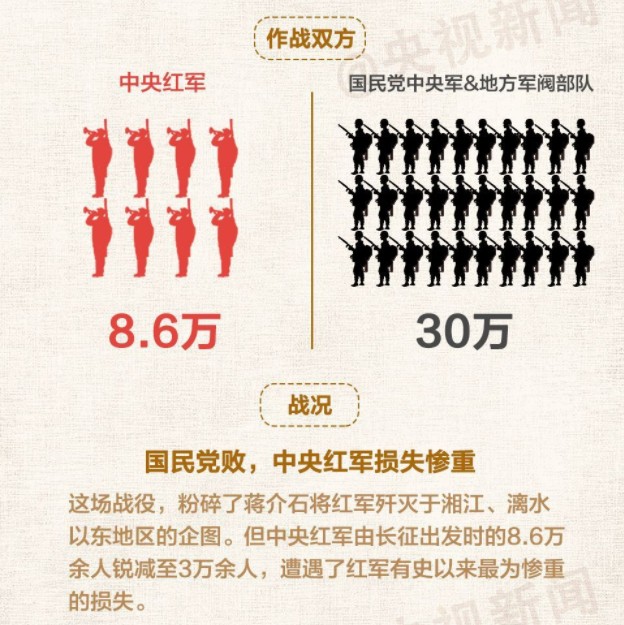 @央视新闻
作战双方
中央红军
国民党中央军&地方军阀部队
8.6万
30万
战况
国民党败，中央红军损失惨重
这场战役，粉碎了蒋介石将红军歼灭于湘江、漓水
以东地区的企图。但中央红军由长征出发时的8.6万
余人锐减至3万余人，遭遇了红军有史以来最为惨重
的损失。
央视新闻